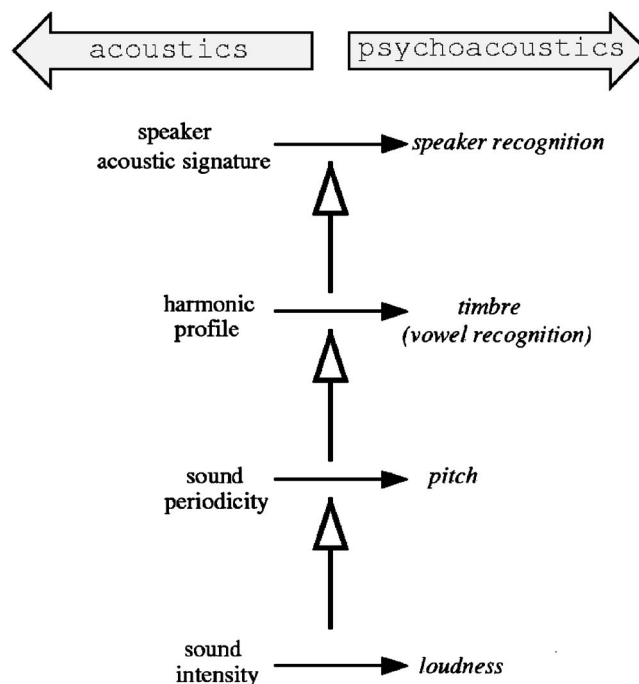 acoustics
psychoacoustics
speaker
acoustic signature
speaker recognition
harmonic
profile
timbre
(vowel recognition)
sound
periodicity
pitch
sound
intensity
loudness